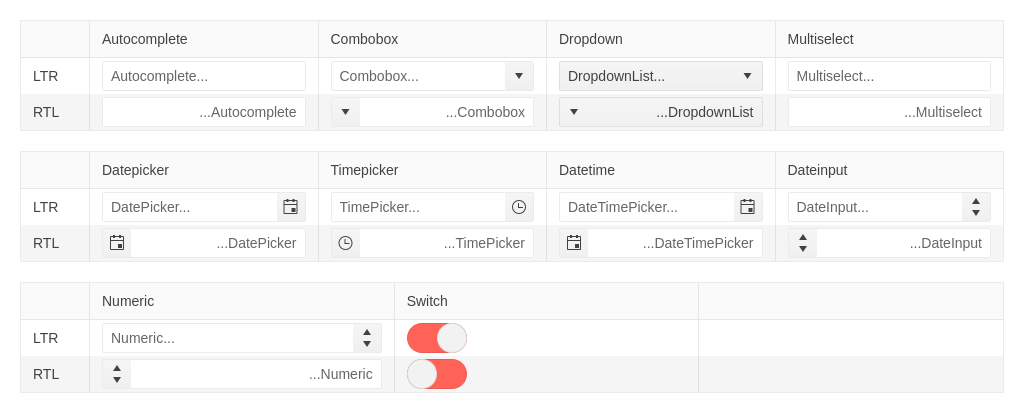 Autocomplete Combobox Dropdown Multiselect
LTR Autocomplete... Combobox... DropdownList... Multiselect...
RTL ...Autocomplete ...Combobox ...DropdownList ...Multiselect
Datepicker Timepicker Datetime Dateinput
LTR DatePicker... TimePicker... DateTimePicker... DateInput...
RTL ...DatePicker ...TimePicker ...DateTimePicker ...DateInput
Numeric Switch
LTR Numeric...
RTL ...Numeric